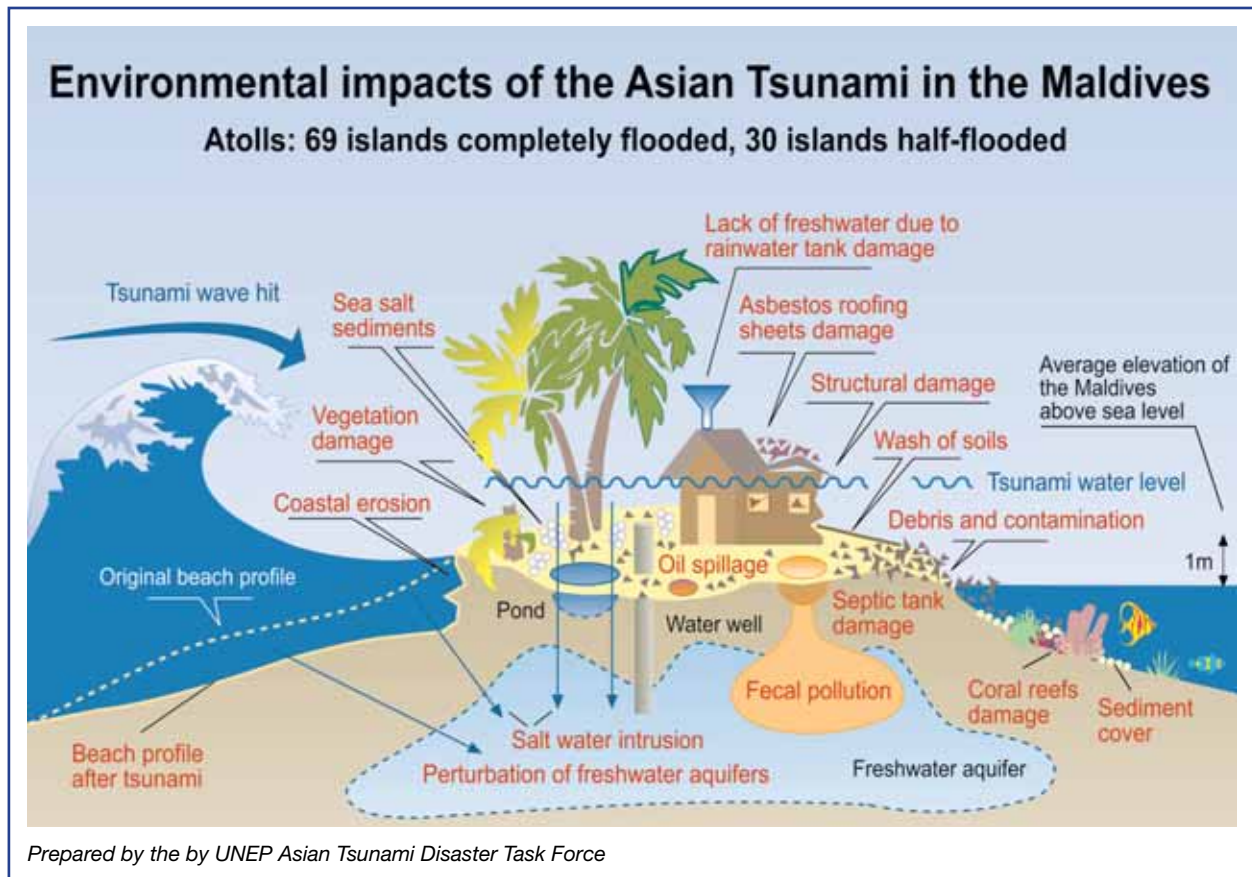 Environmental impacts of the Asian Tsunami in the Maldives
Atolls: 69 islands completely flooded, 30 islands half-flooded
Lack of freshwater due to
rainwater tank damage
Tsunami wave hit
Sea salt
sediments
Asbestos roofing
sheets damage
Average elevation of
the Maldives
above sea level
Structural damage
Vegetation
damage
Wash of soils
Tsunami water level
Coastal erosion
Debris and contamination
1m
Oil spillage
Original beach profile
Pond
Water well
Septic tank
damage
Fecal pollution
Coral reefs
damage
Sediment
cover
Salt water intrusion
Beach profile
after tsunami
Perturbation of freshwater aquifers
Freshwater aquifer
Prepared by the by UNEP Asian Tsunami Disaster Task Force